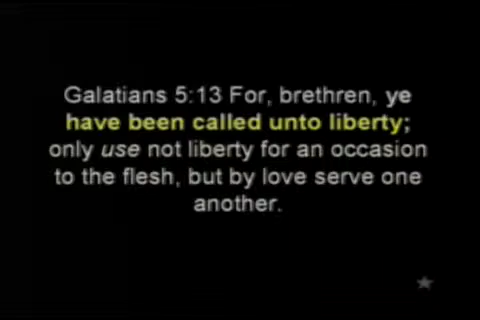 Galatians 5:13 For, brethren, ye
have been called unto liberty;
only use not liberty for an occasion
to the flesh, but by love serve one
another.